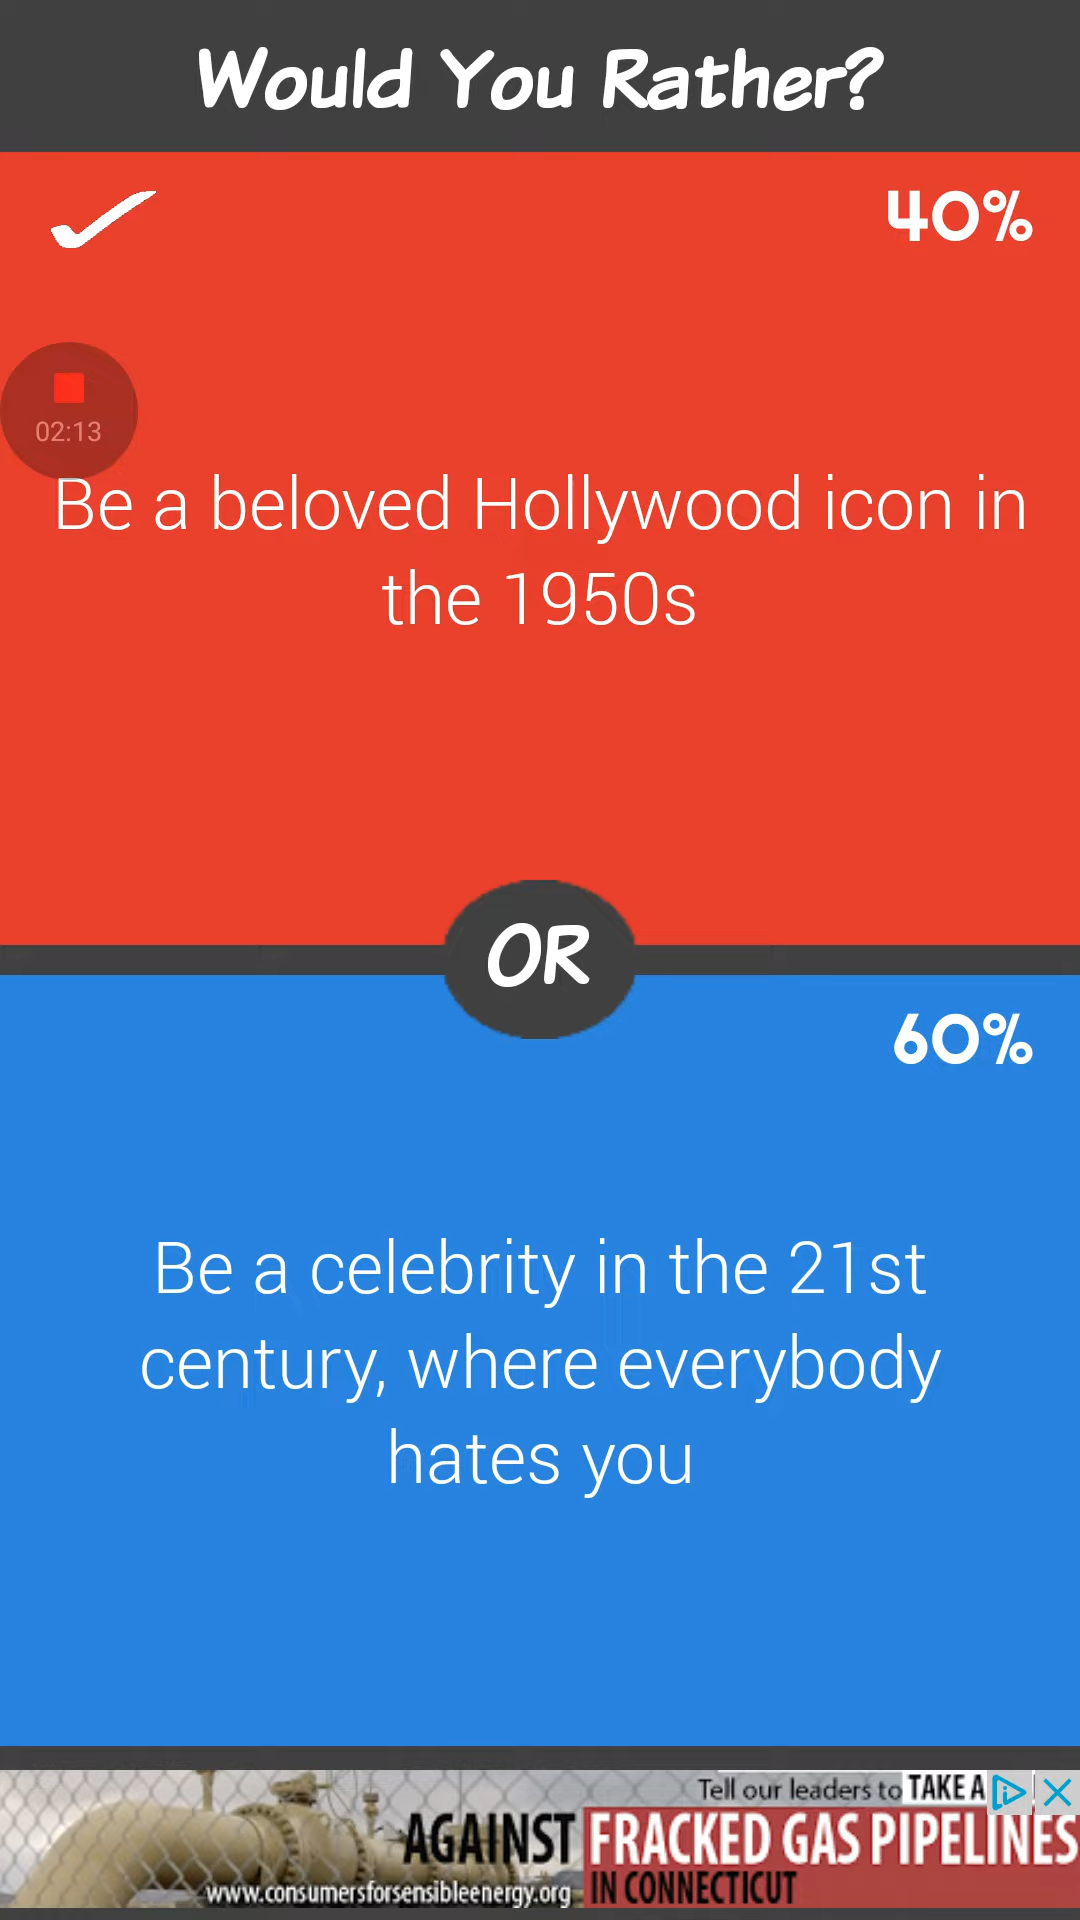 Would You Rather?
40%
02:13
Be a beloved Hollywood icon in
the 1950s
OR
60%
Be a celebrity in the 21st
century, where everybody
hates you
Tell our leaders to TAKE A
AGAINST FRACKED GAS PIPELINES
www.consumersforsensibleenergy.org IN CONNECTICUT